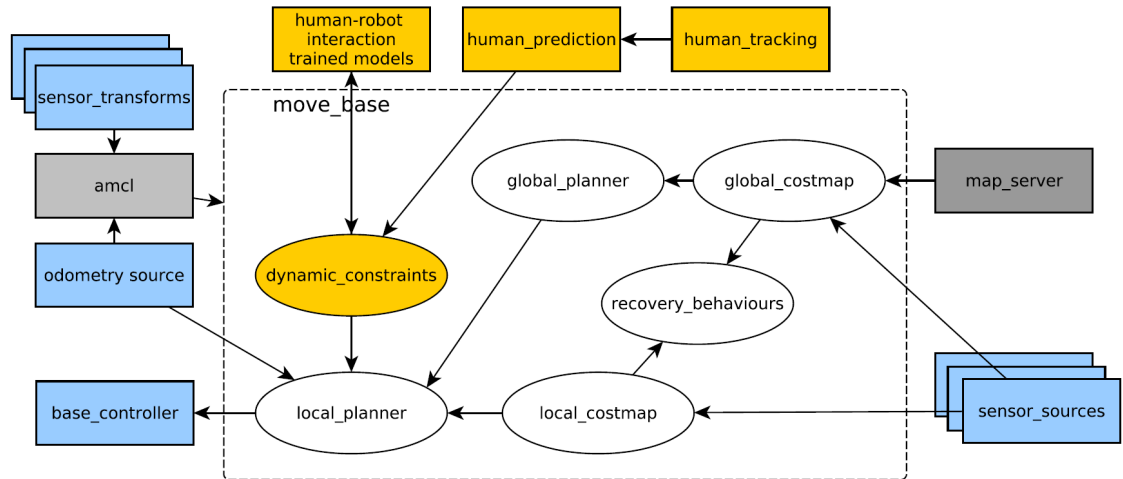 human-robot
interaction
trained models
human_prediction
human_tracking
sensor_transforms
move_base
amcl
global_planner
global_costmap
map_server
odometry source
dynamic_constraints
recovery_behaviours
base_controller
local_planner
local_costmap
sensor_sources